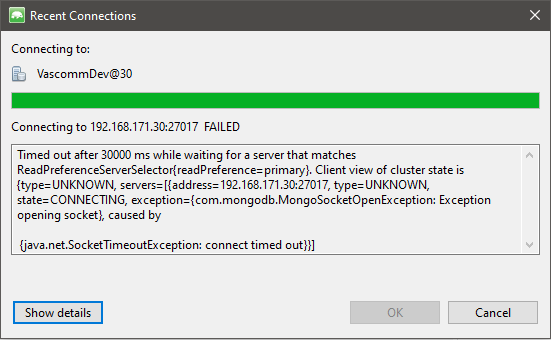 Recent Connections
Connecting to:
VascommDev@30
Connecting to 192.168.171.30:27017  FAILED
Timed out after 30000 ms while waiting for a server that matches
ReadPreferenceServerSelector{readPreference=primary}. Client view of cluster state is
{type=UNKNOWN, servers=[{address=192.168.171.30:27017, type=UNKNOWN,
state=CONNECTING, exception={com.mongodb.MongoSocketOpenException: Exception
opening socket}, caused by
{java.net.SocketTimeoutException: connect timed out}}]
Show details
OK
Cancel